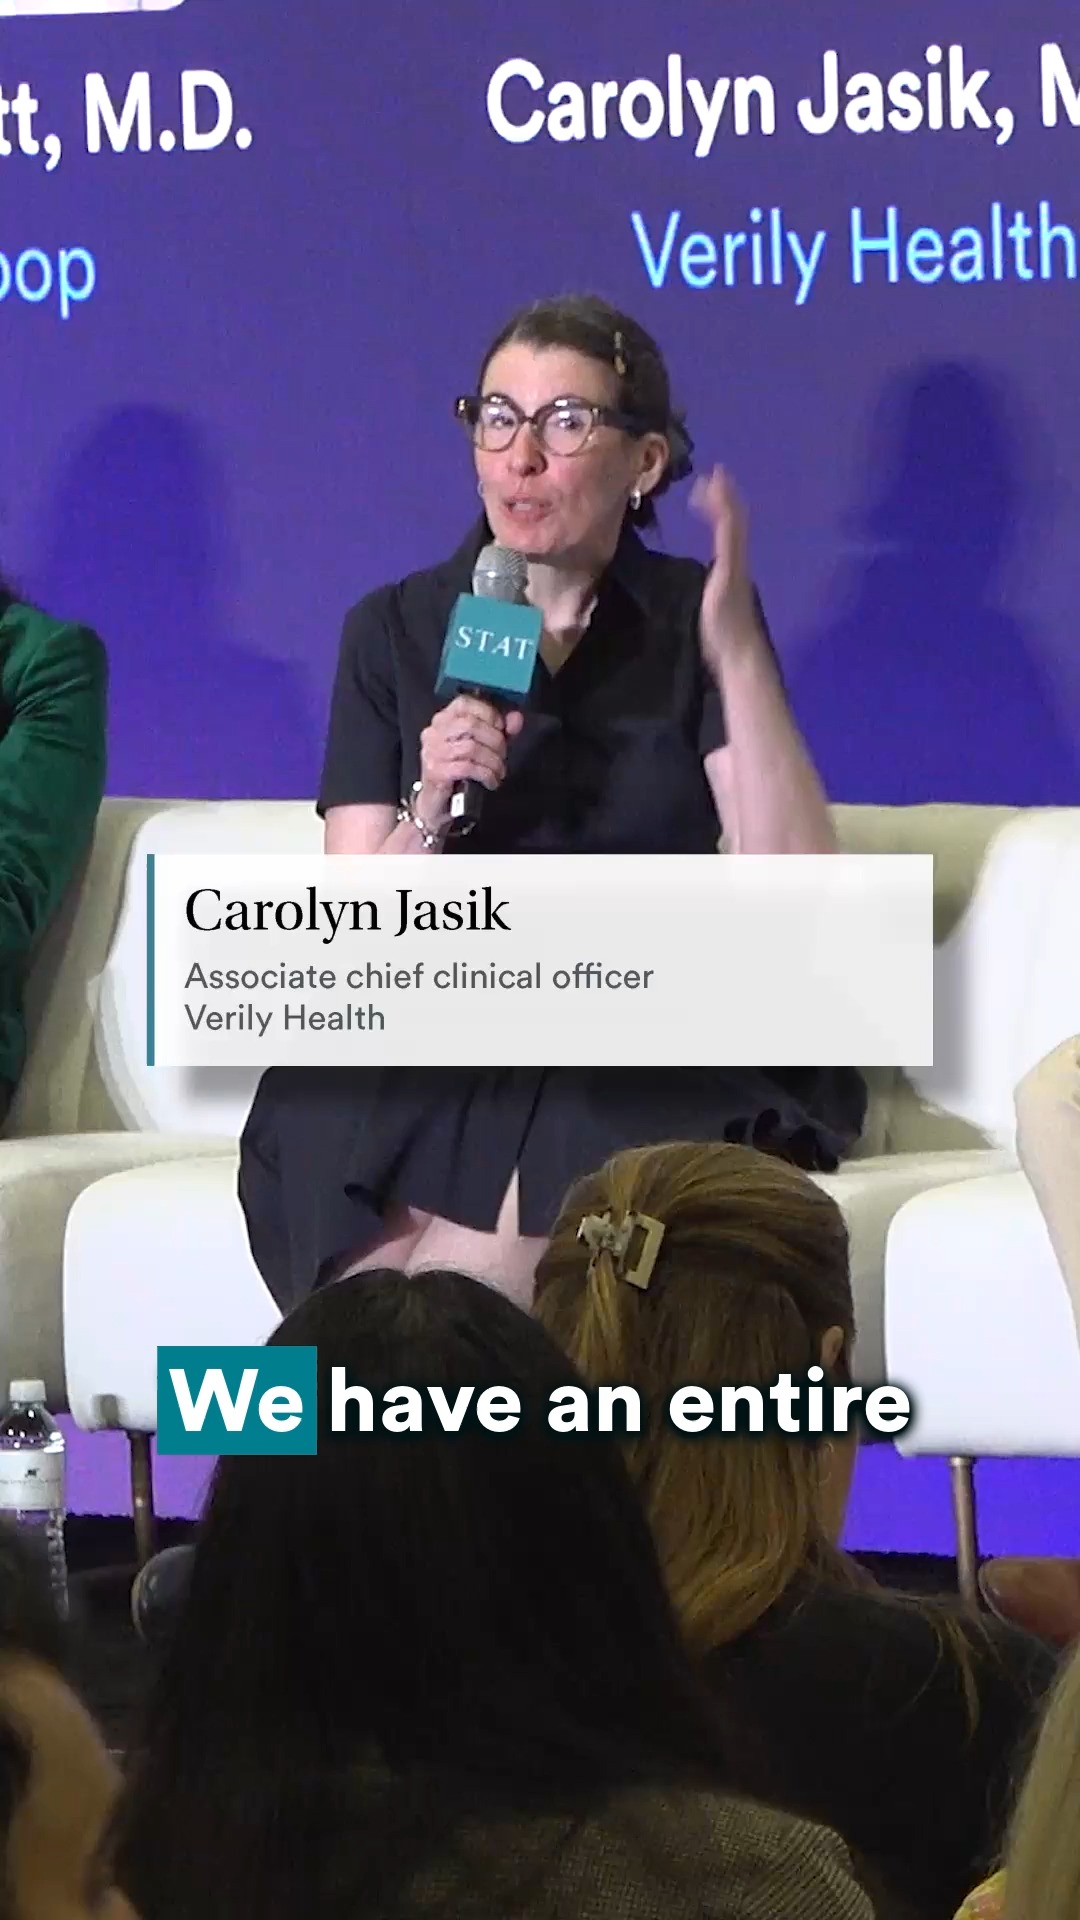 tt, M.D.
oop
Carolyn Jasik, M
Verily Health
STAT
Carolyn Jasik
Associate chief clinical officer
Verily Health
We have an entire